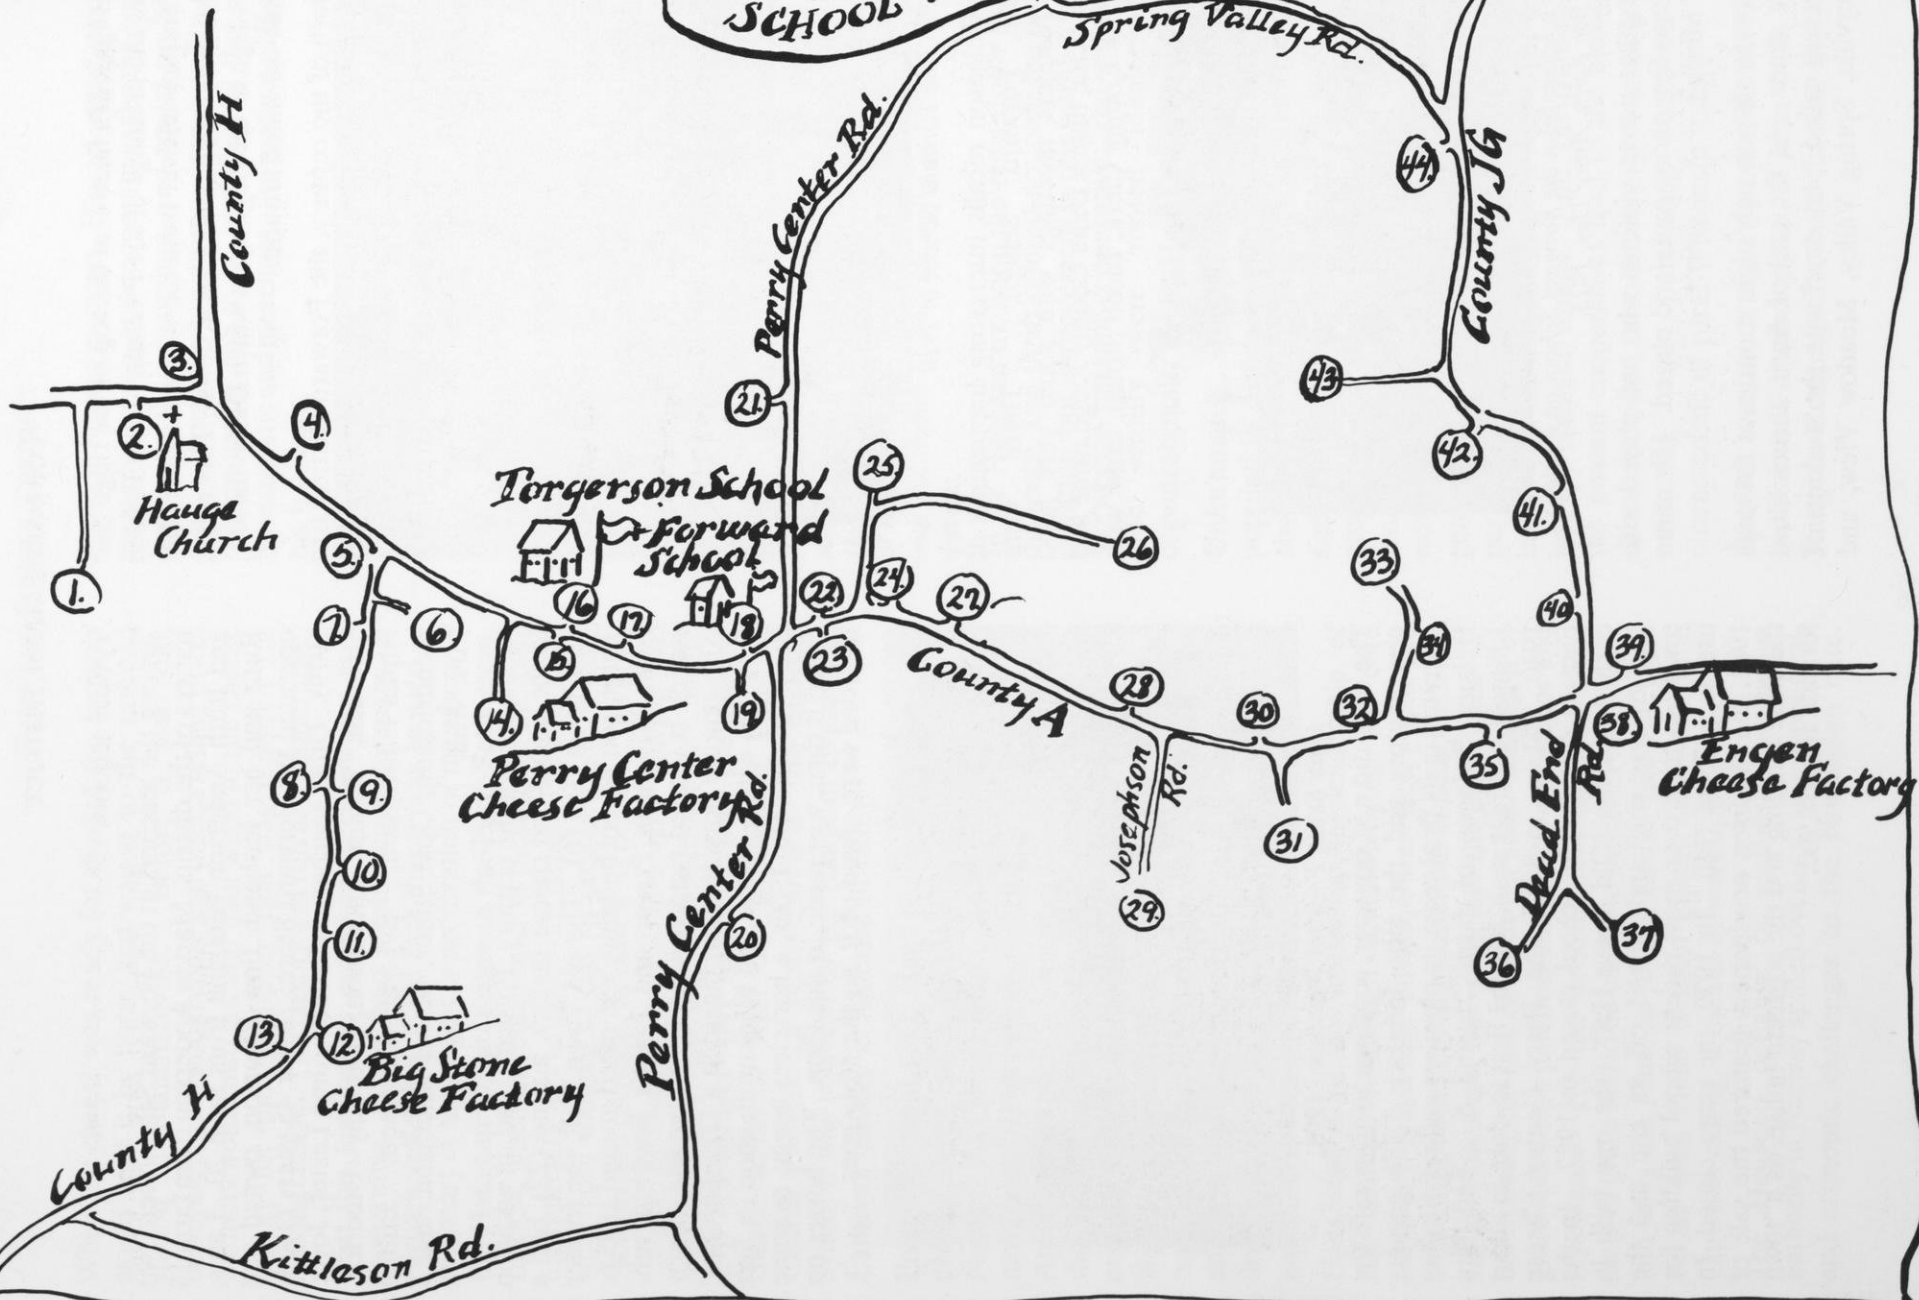 SCHOOL
Spring Valley Rd.
County H
Perry Center Rd.
44.
County JG
3.
43
21.
2.
4.
42.
25.
Torgerson School
Hauge
Church
+ Forward
School
41.
5.
26
33
1.
16
22
24.
27
40
7.
6.
17
18
34
39.
15.
23
County A
28
14.
19
30
32
38.
Perry Center
Cheese Factory
35
Engen
Cheese Factory
8.
9.
Josephson
Rd.
Dead End
Rd.
31
10.
Perry Center Rd.
29.
11.
20
36
37
13
12.
Big Stone
Cheese Factory
County H
Kittleson Rd.